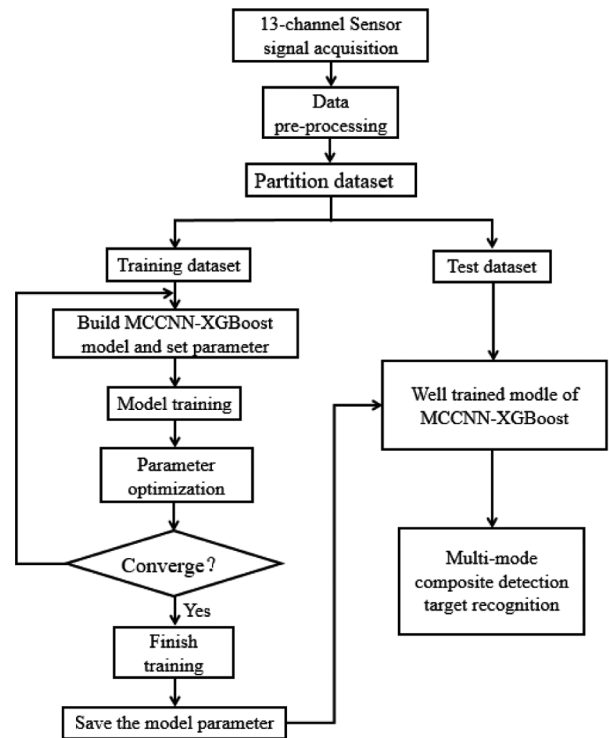 13-channel Sensor
signal acquisition
Data
pre-processing
Partition dataset
Training dataset
Test dataset
Build MCCNN-XGBoost
model and set parameter
Model training
Parameter
optimization
Converge?
Yes
Finish
training
Save the model parameter
Well trained modle of
MCCNN-XGBoost
Multi-mode
composite detection
target recognition